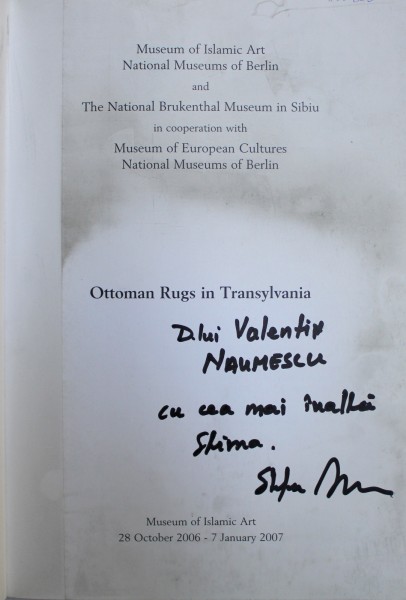 Museum of Islamic Art
National Museums of Berlin
and
The National Brukenthal Museum in Sibiu
in cooperation with
Museum of European Cultures
National Museums of Berlin
Ottoman Rugs in Transylvania
Dlui Valentin
NAUMESCU
cu cea mai înaltă
stima.
Museum of Islamic Art
28 October 2006 - 7 January 2007